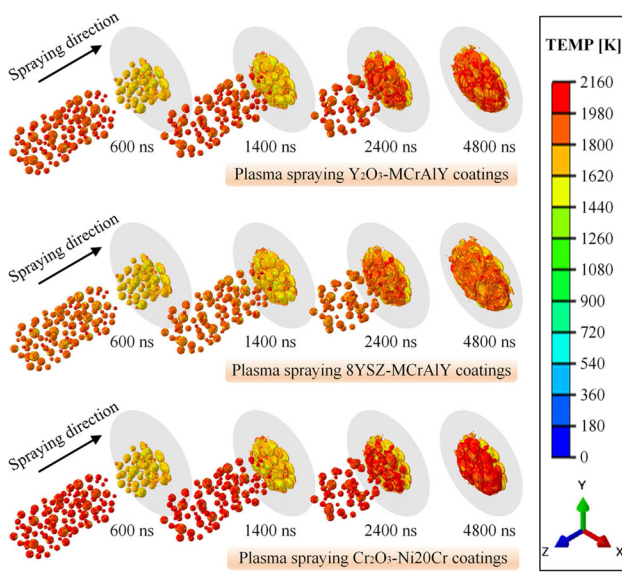 Spraying direction
600 ns
1400 ns
2400 ns
4800 ns
Plasma spraying Y₂O₃-MCrAlY coatings
Spraying direction
600 ns
1400 ns
2400 ns
4800 ns
Plasma spraying 8YSZ-MCrAlY coatings
Spraying direction
600 ns
1400 ns
2400 ns
4800 ns
Plasma spraying Cr₂O₃-Ni20Cr coatings
TEMP [K]
2160
1980
1800
1620
1440
1260
1080
900
720
540
360
180
0
Y
Z
X